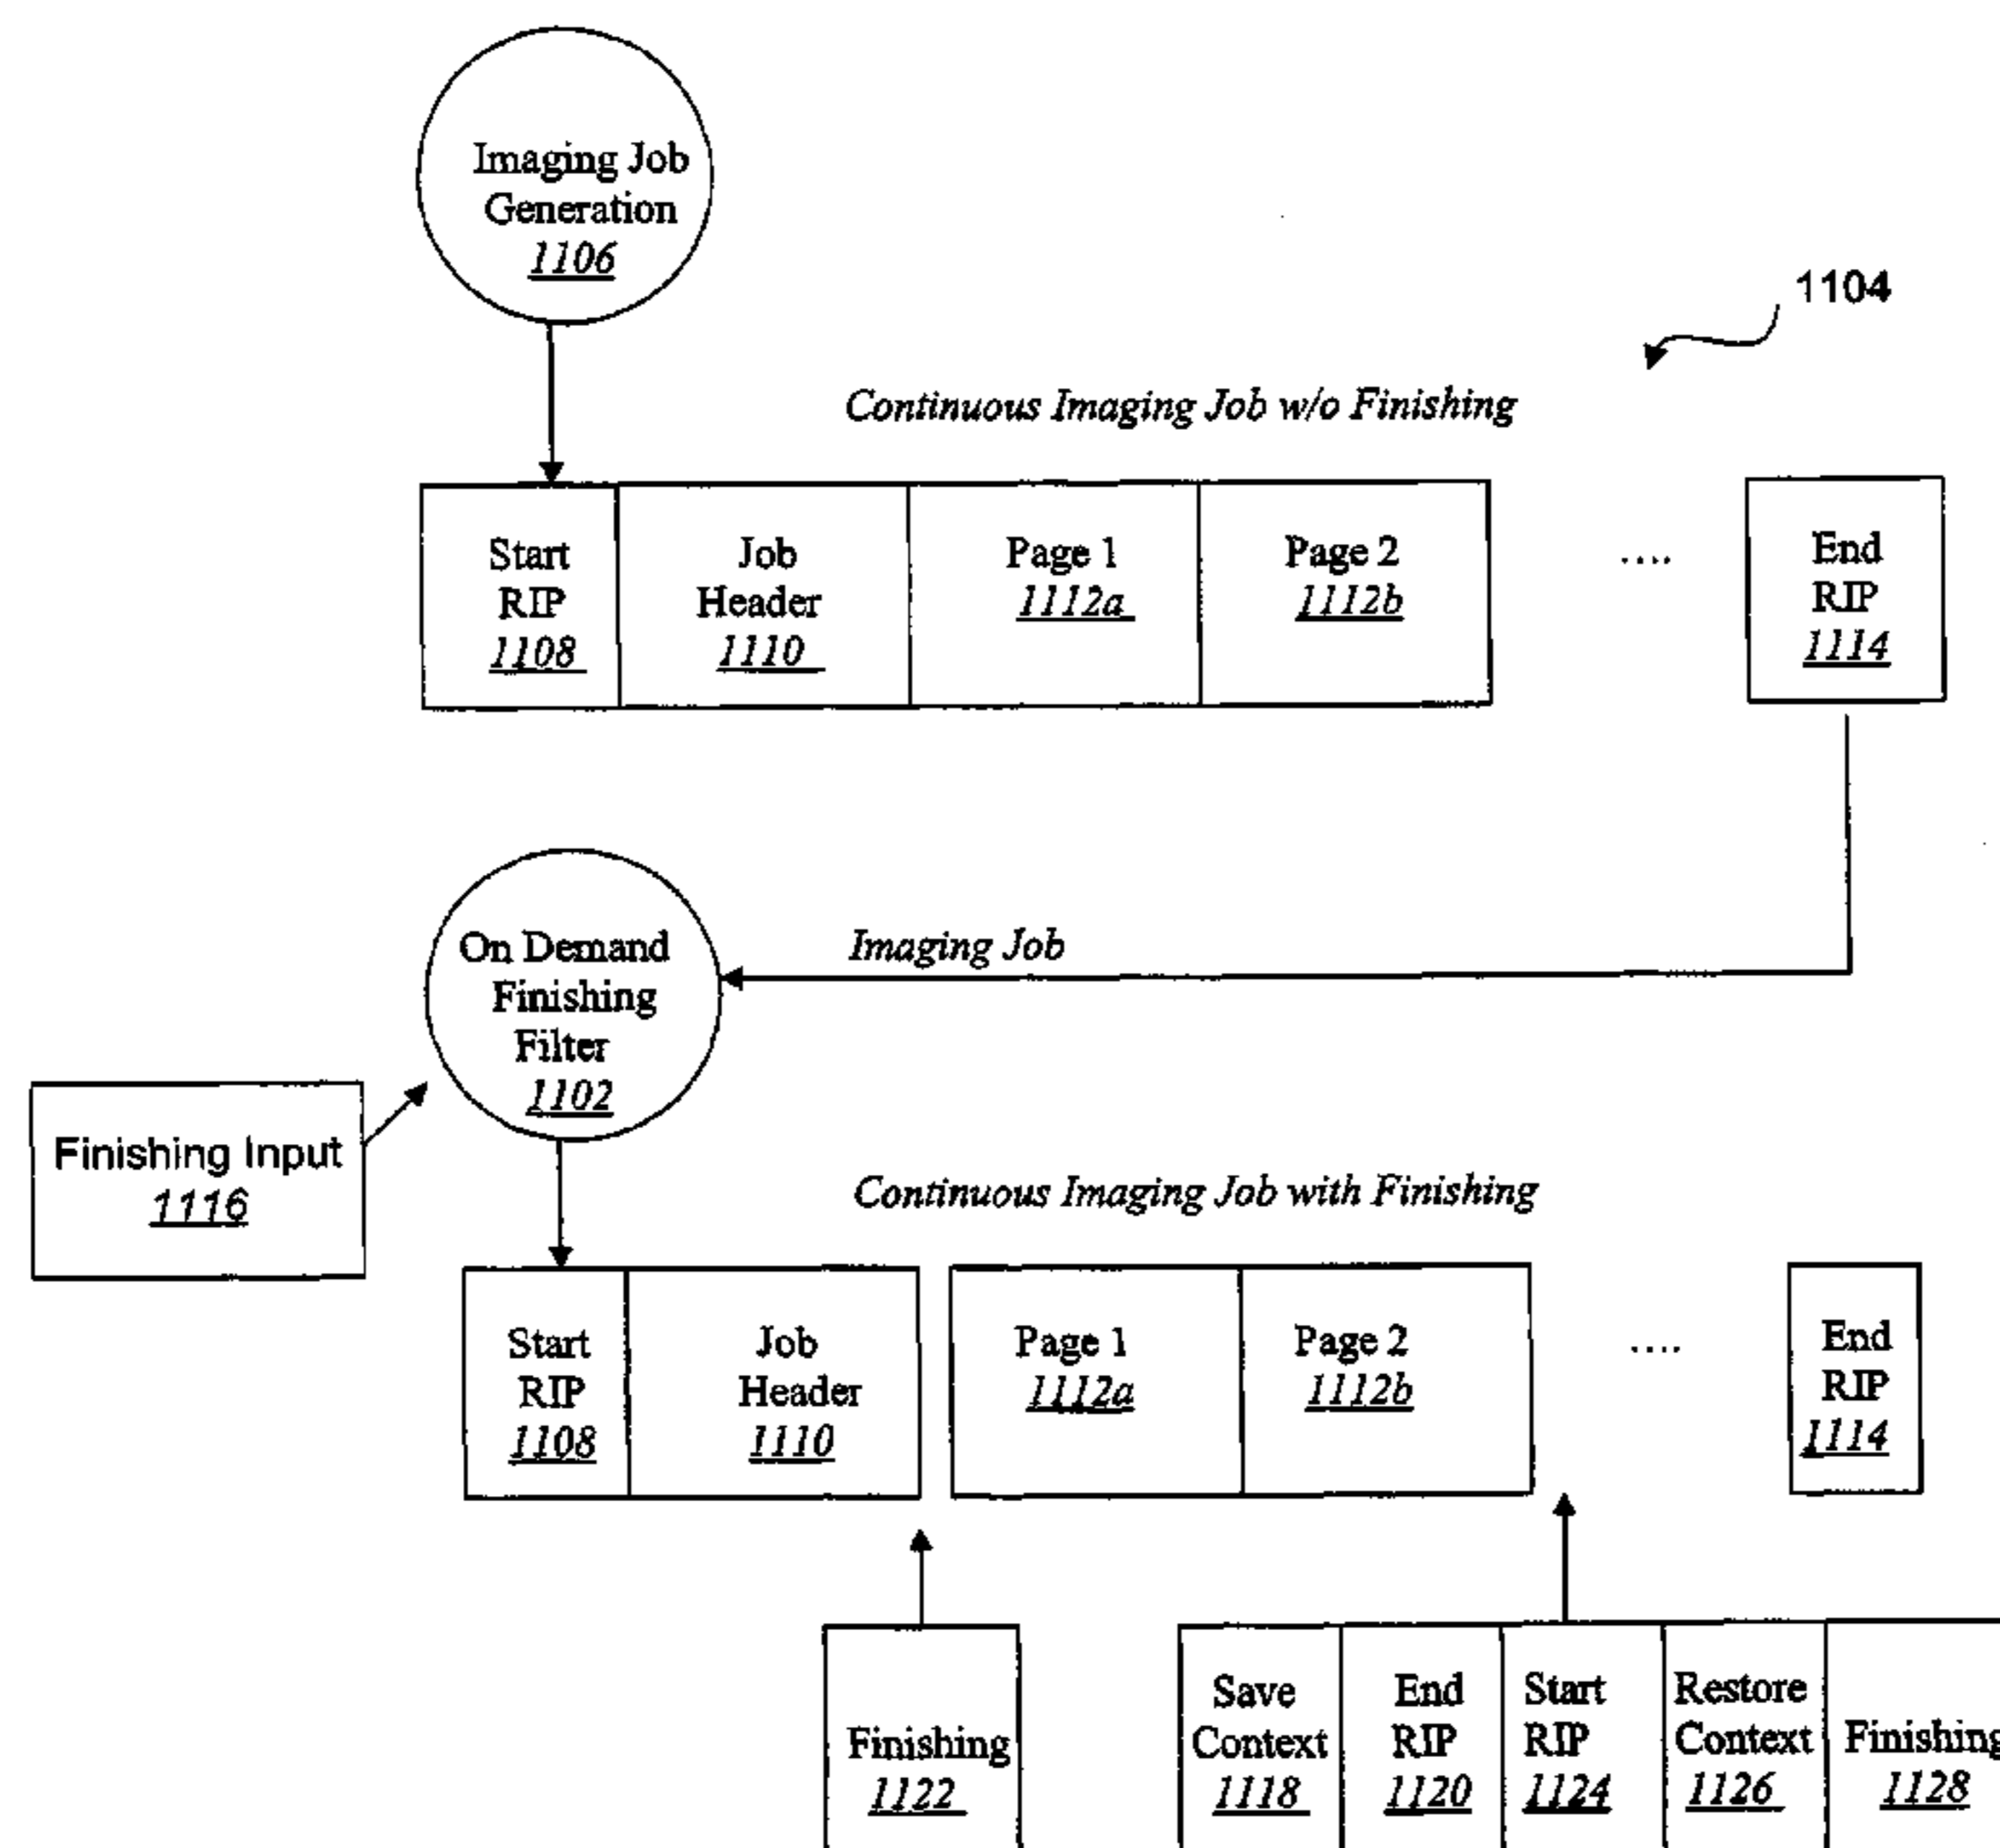 Imaging Job
Generation
1106
1104
Continuous Imaging Job w/o Finishing
Start
RIP
1108
Job
Header
1110
Page 1
1112a
Page 2
1112b
....
End
RIP
1114
On Demand
Finishing
Filter
1102
Imaging Job
Finishing Input
1116
Continuous Imaging Job with Finishing
Start
RIP
1108
Job
Header
1110
Page 1
1112a
Page 2
1112b
....
End
RIP
1114
Finishing
1122
Save
Context
1118
End
RIP
1120
Start
RIP
1124
Restore
Context
1126
Finishing
1128